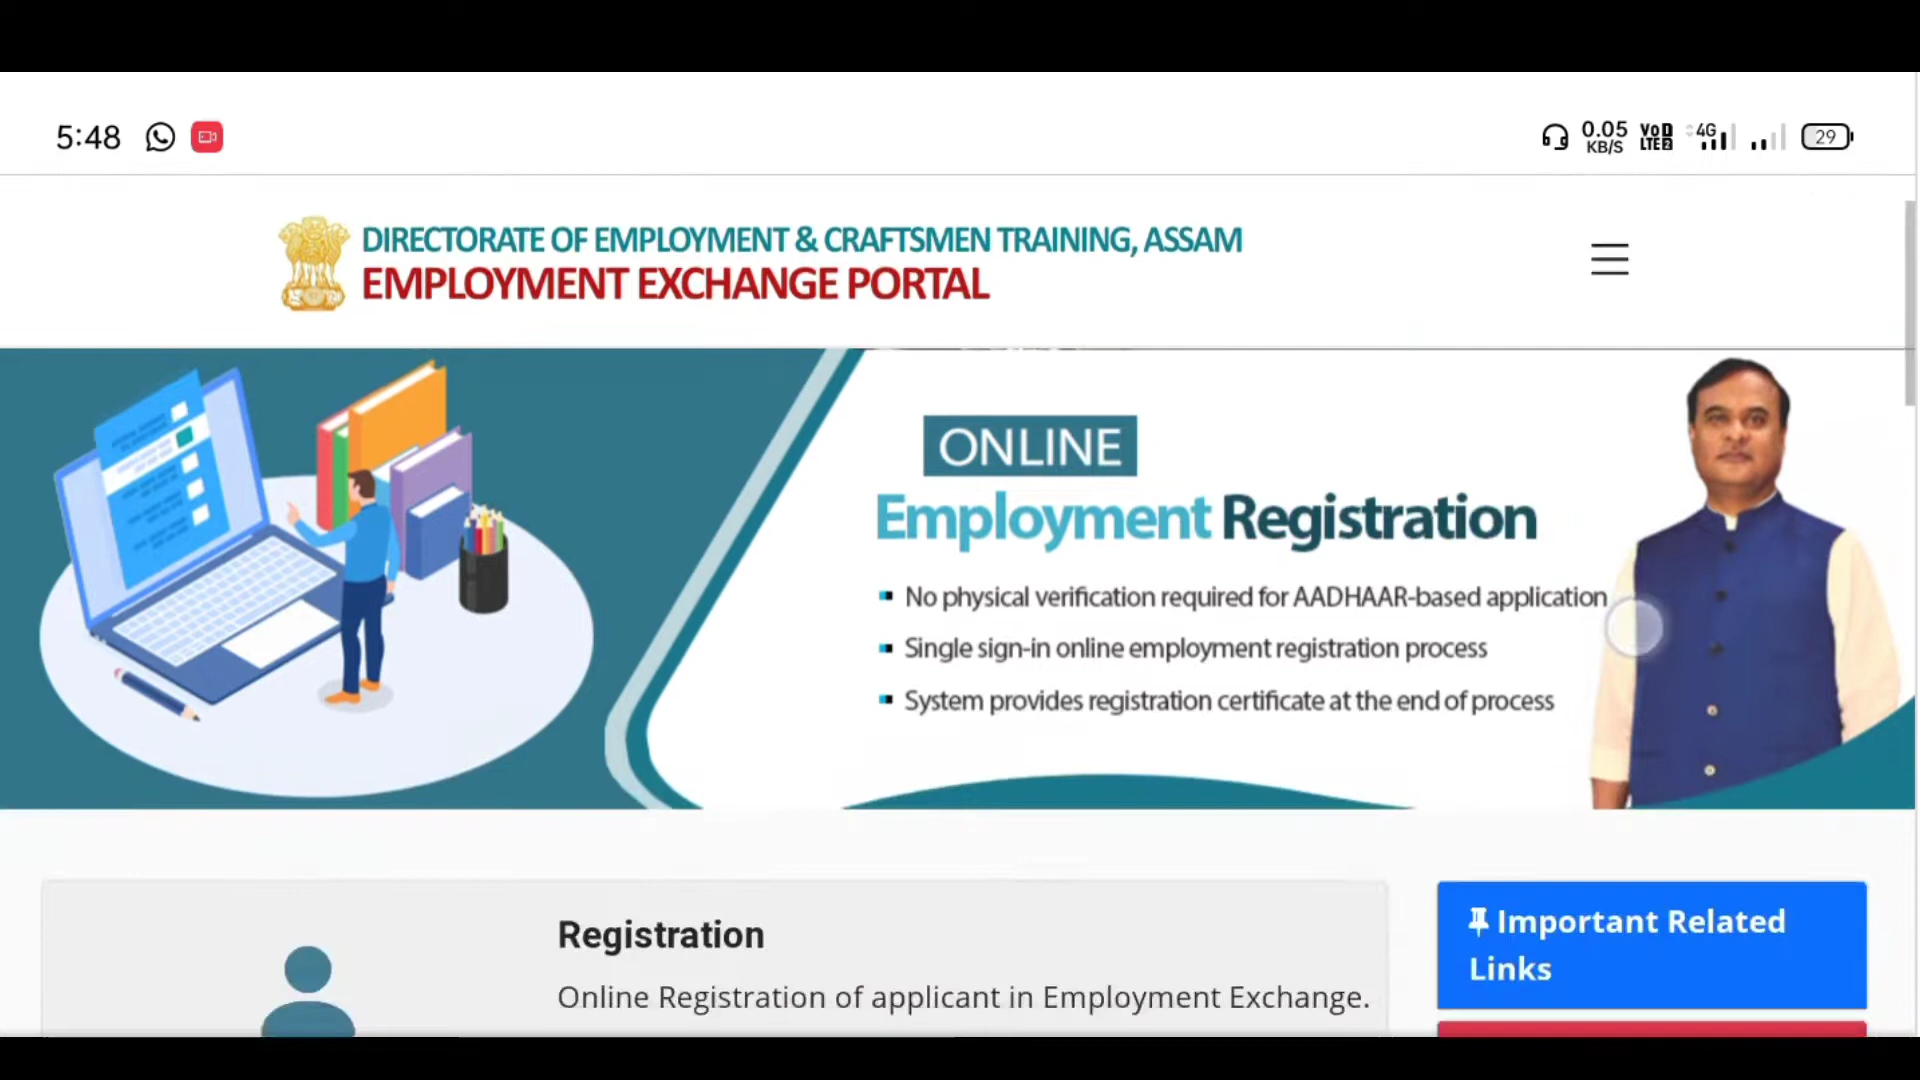 5:48
0.05
KB/S
VoD
LTE2
4G
29
DIRECTORATE OF EMPLOYMENT & CRAFTSMEN TRAINING, ASSAM
EMPLOYMENT EXCHANGE PORTAL
ONLINE
Employment Registration
▪ No physical verification required for AADHAAR-based application
▪ Single sign-in online employment registration process
▪ System provides registration certificate at the end of process
Registration
Online Registration of applicant in Employment Exchange.
Important Related
Links